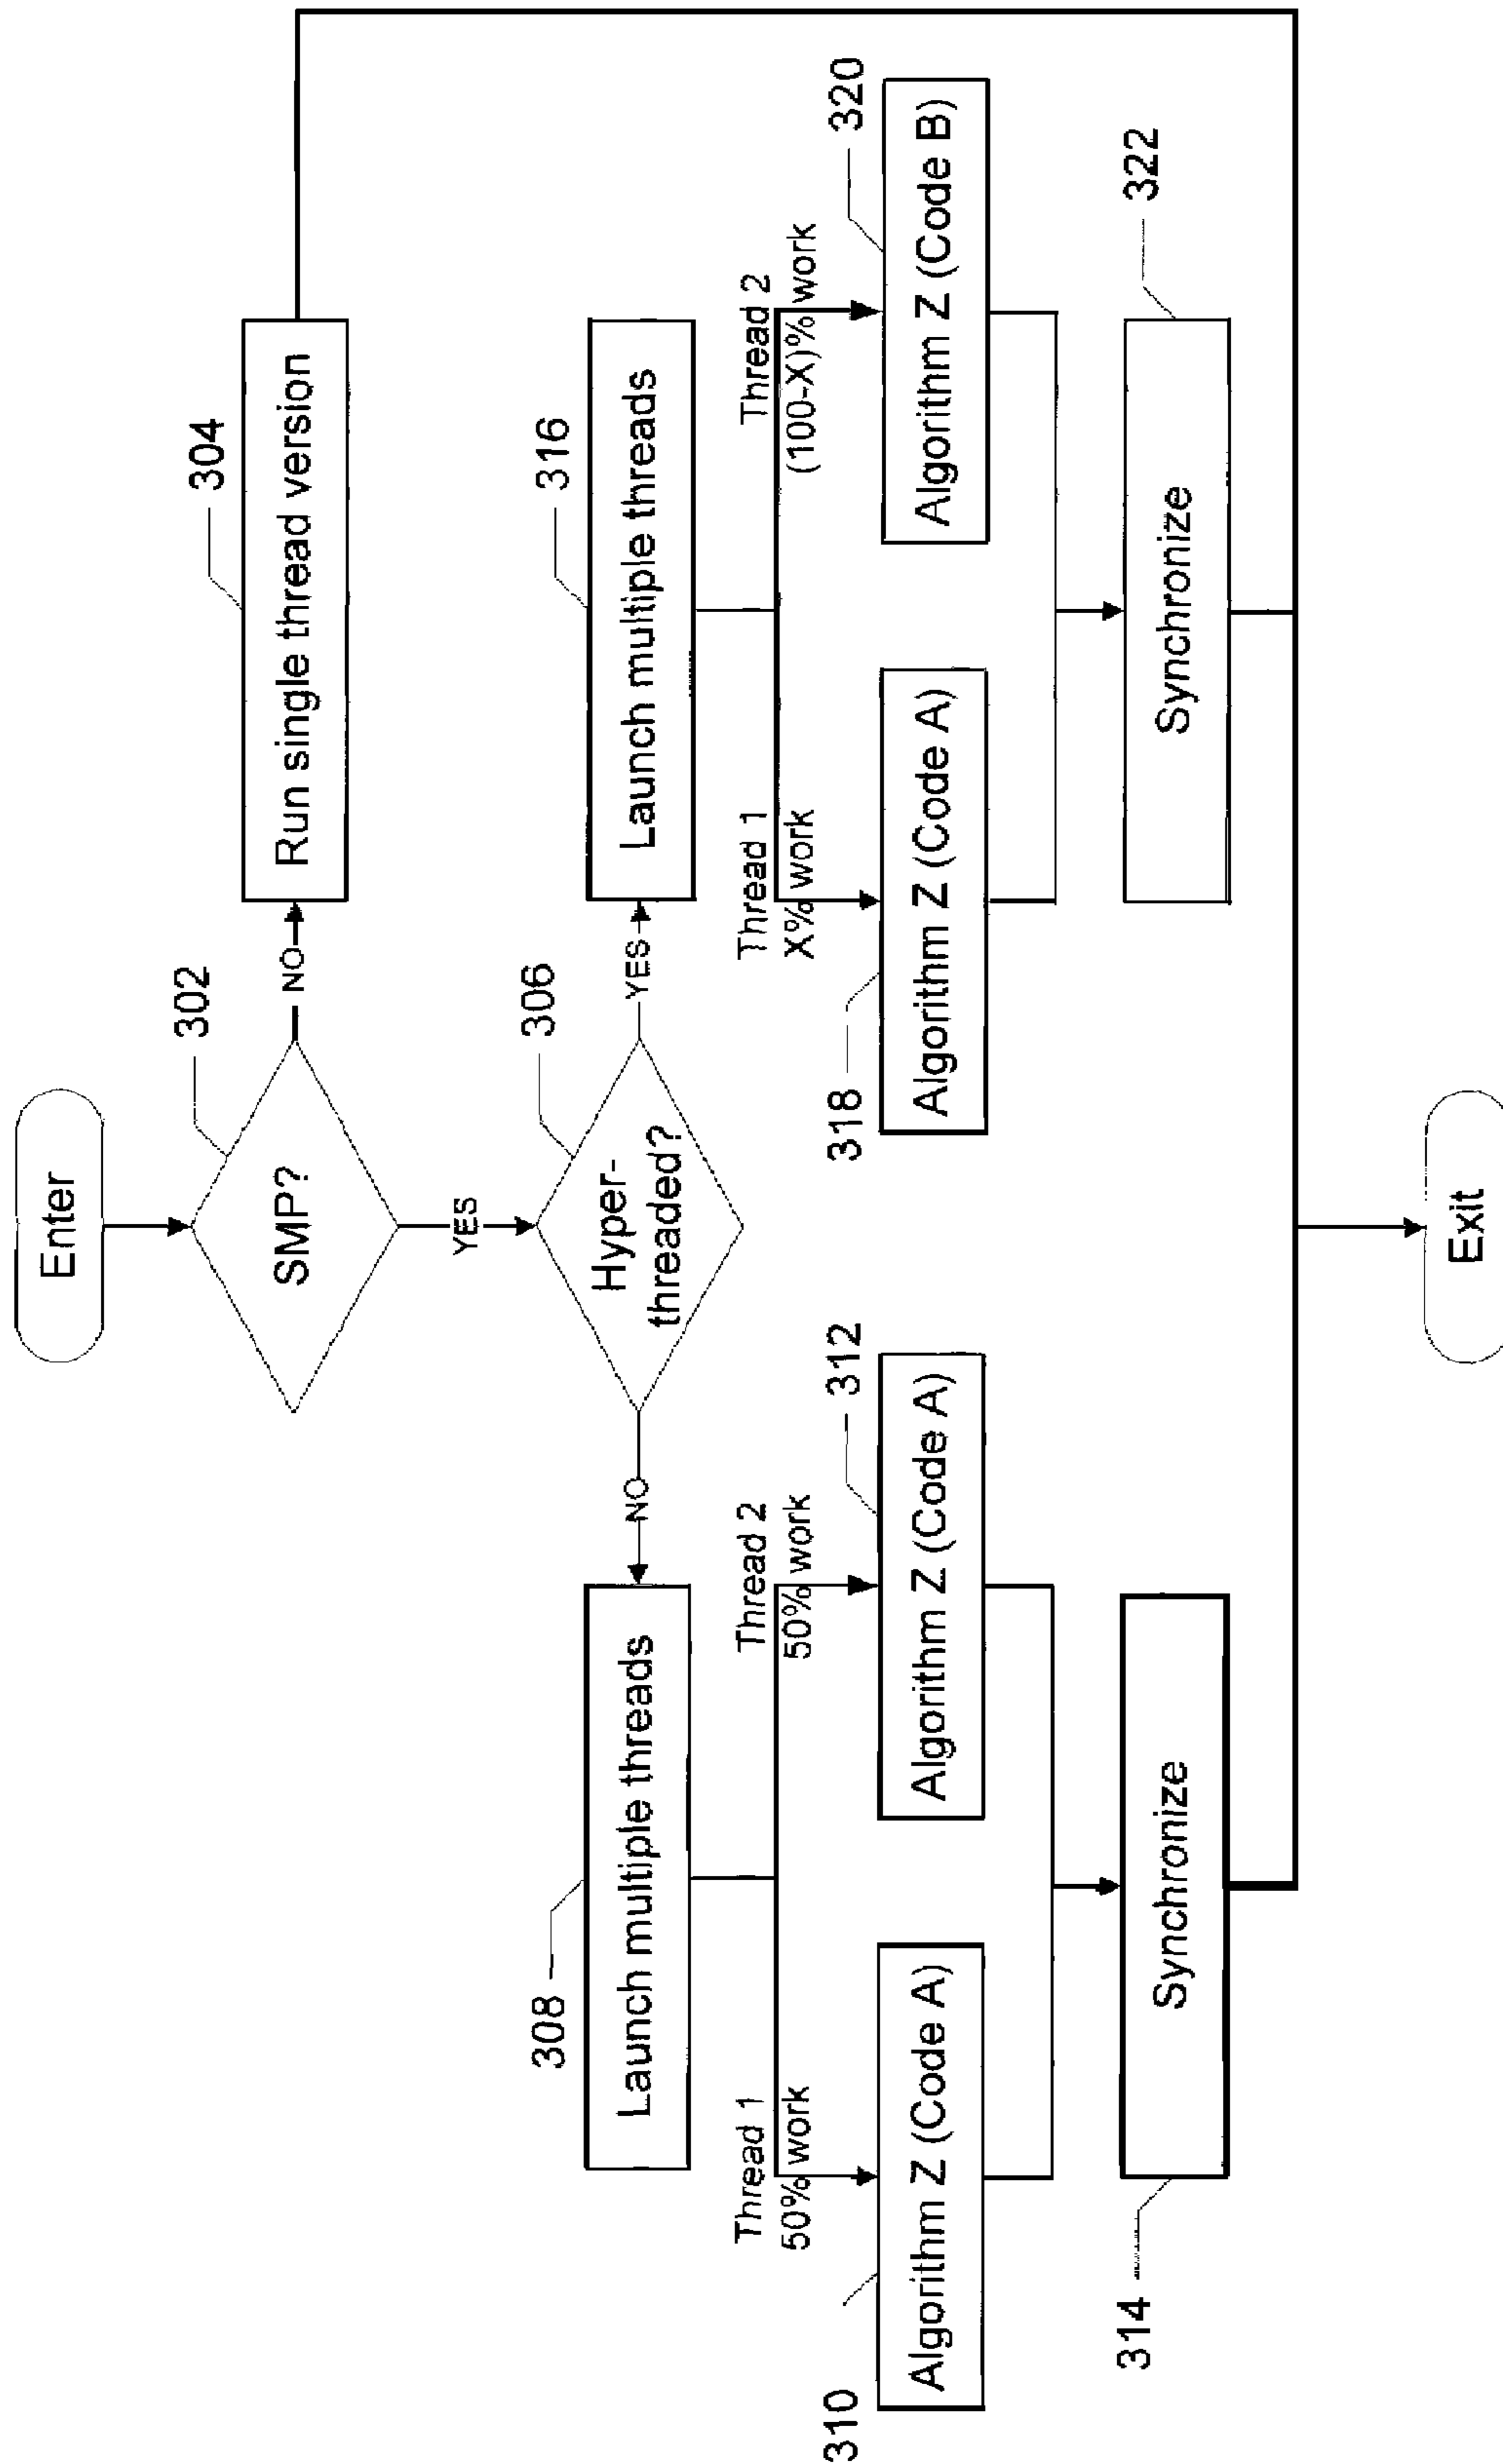 Enter
302
SMP?
NO
304
Run single thread version
YES
306
Hyper-
threaded?
NO
YES
308
Launch multiple threads
316
Launch multiple threads
Thread 1
50% work
Thread 2
50% work
Thread 1
X% work
Thread 2
(100-X)% work
310
Algorithm Z (Code A)
312
Algorithm Z (Code A)
318
Algorithm Z (Code A)
320
Algorithm Z (Code B)
314
Synchronize
322
Synchronize
Exit